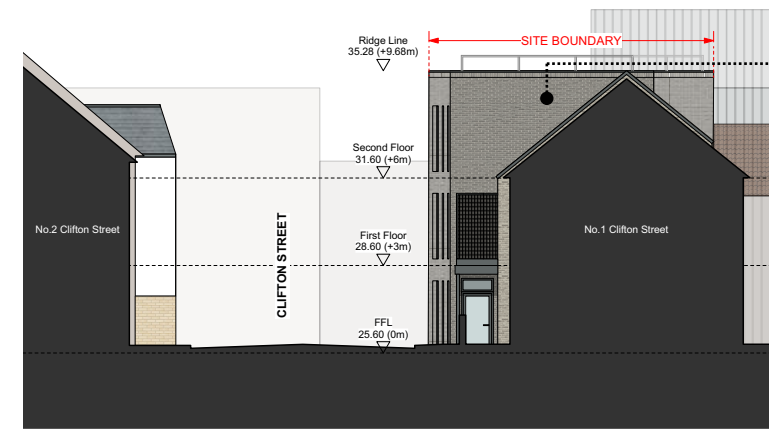 Ridge Line
35.28 (+9.68m)
SITE BOUNDARY
Second Floor
31.60 (+6m)
No.2 Clifton Street
CLIFTON STREET
First Floor
28.60 (+3m)
No.1 Clifton Street
FFL
25.60 (0m)